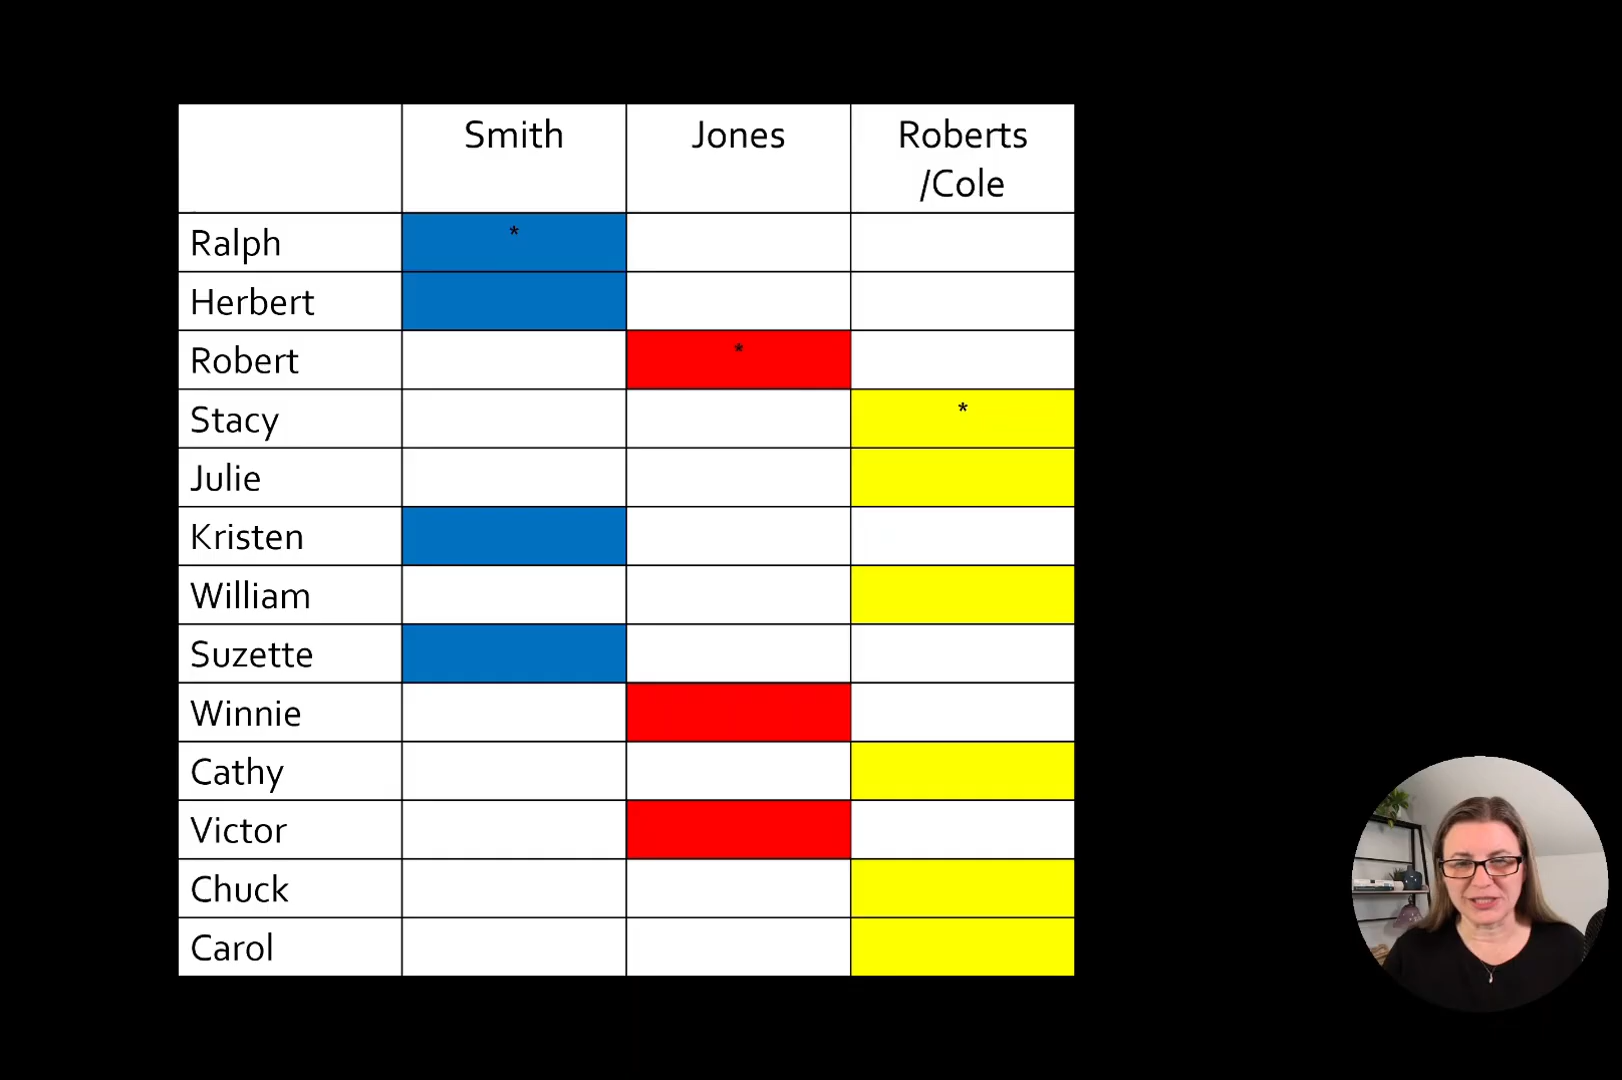 Smith Jones Roberts
/Cole
Ralph *
Herbert
Robert *
Stacy *
Julie
Kristen
William
Suzette
Winnie
Cathy
Victor
Chuck
Carol